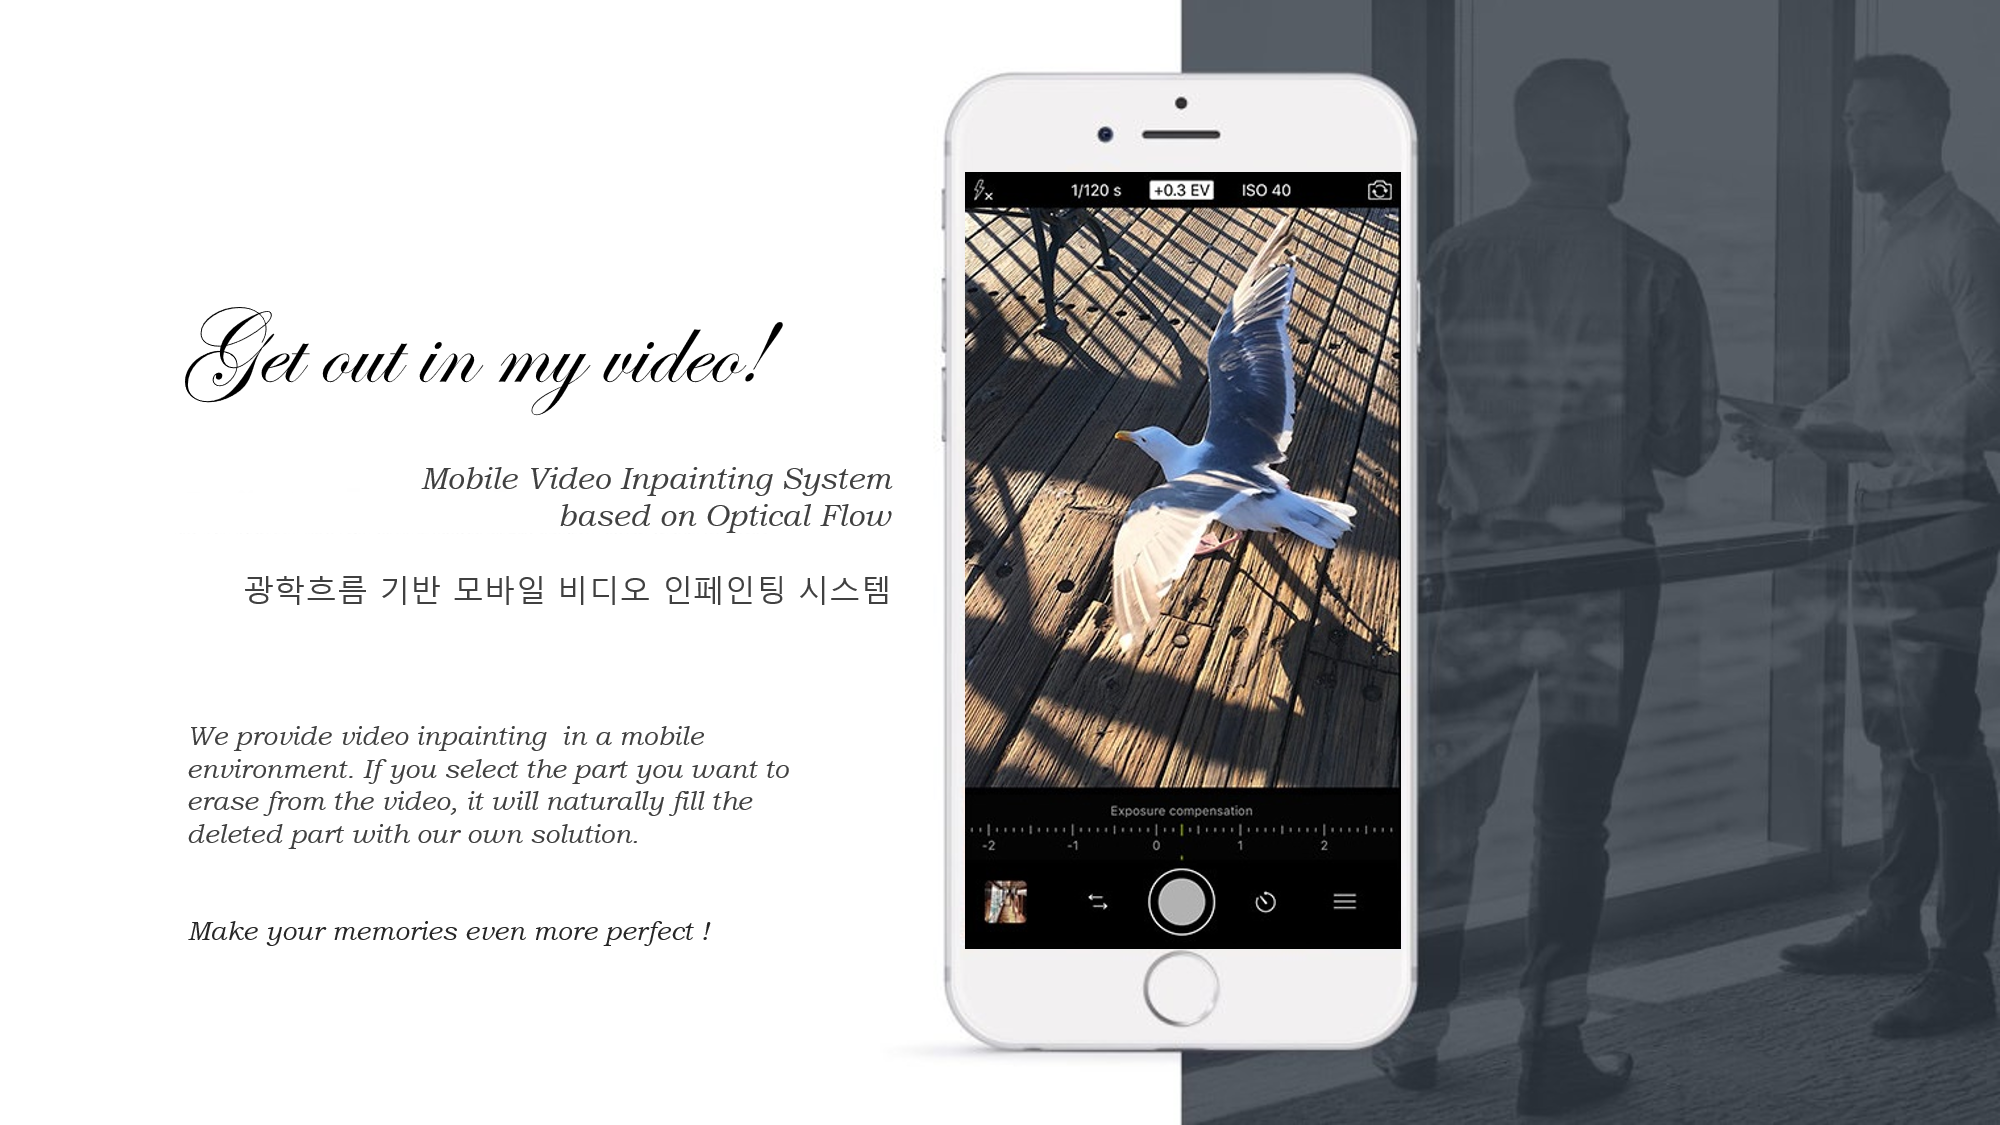 Get out in my video!
Mobile Video Inpainting System
based on Optical Flow
광학흐름 기반 모바일 비디오 인페인팅 시스템
We provide video inpainting  in a mobile
environment. If you select the part you want to
erase from the video, it will naturally fill the
deleted part with our own solution.
Make your memories even more perfect !
1/120 s +0.3 EV ISO 40
Exposure compensation
-2 -1 0 1 2